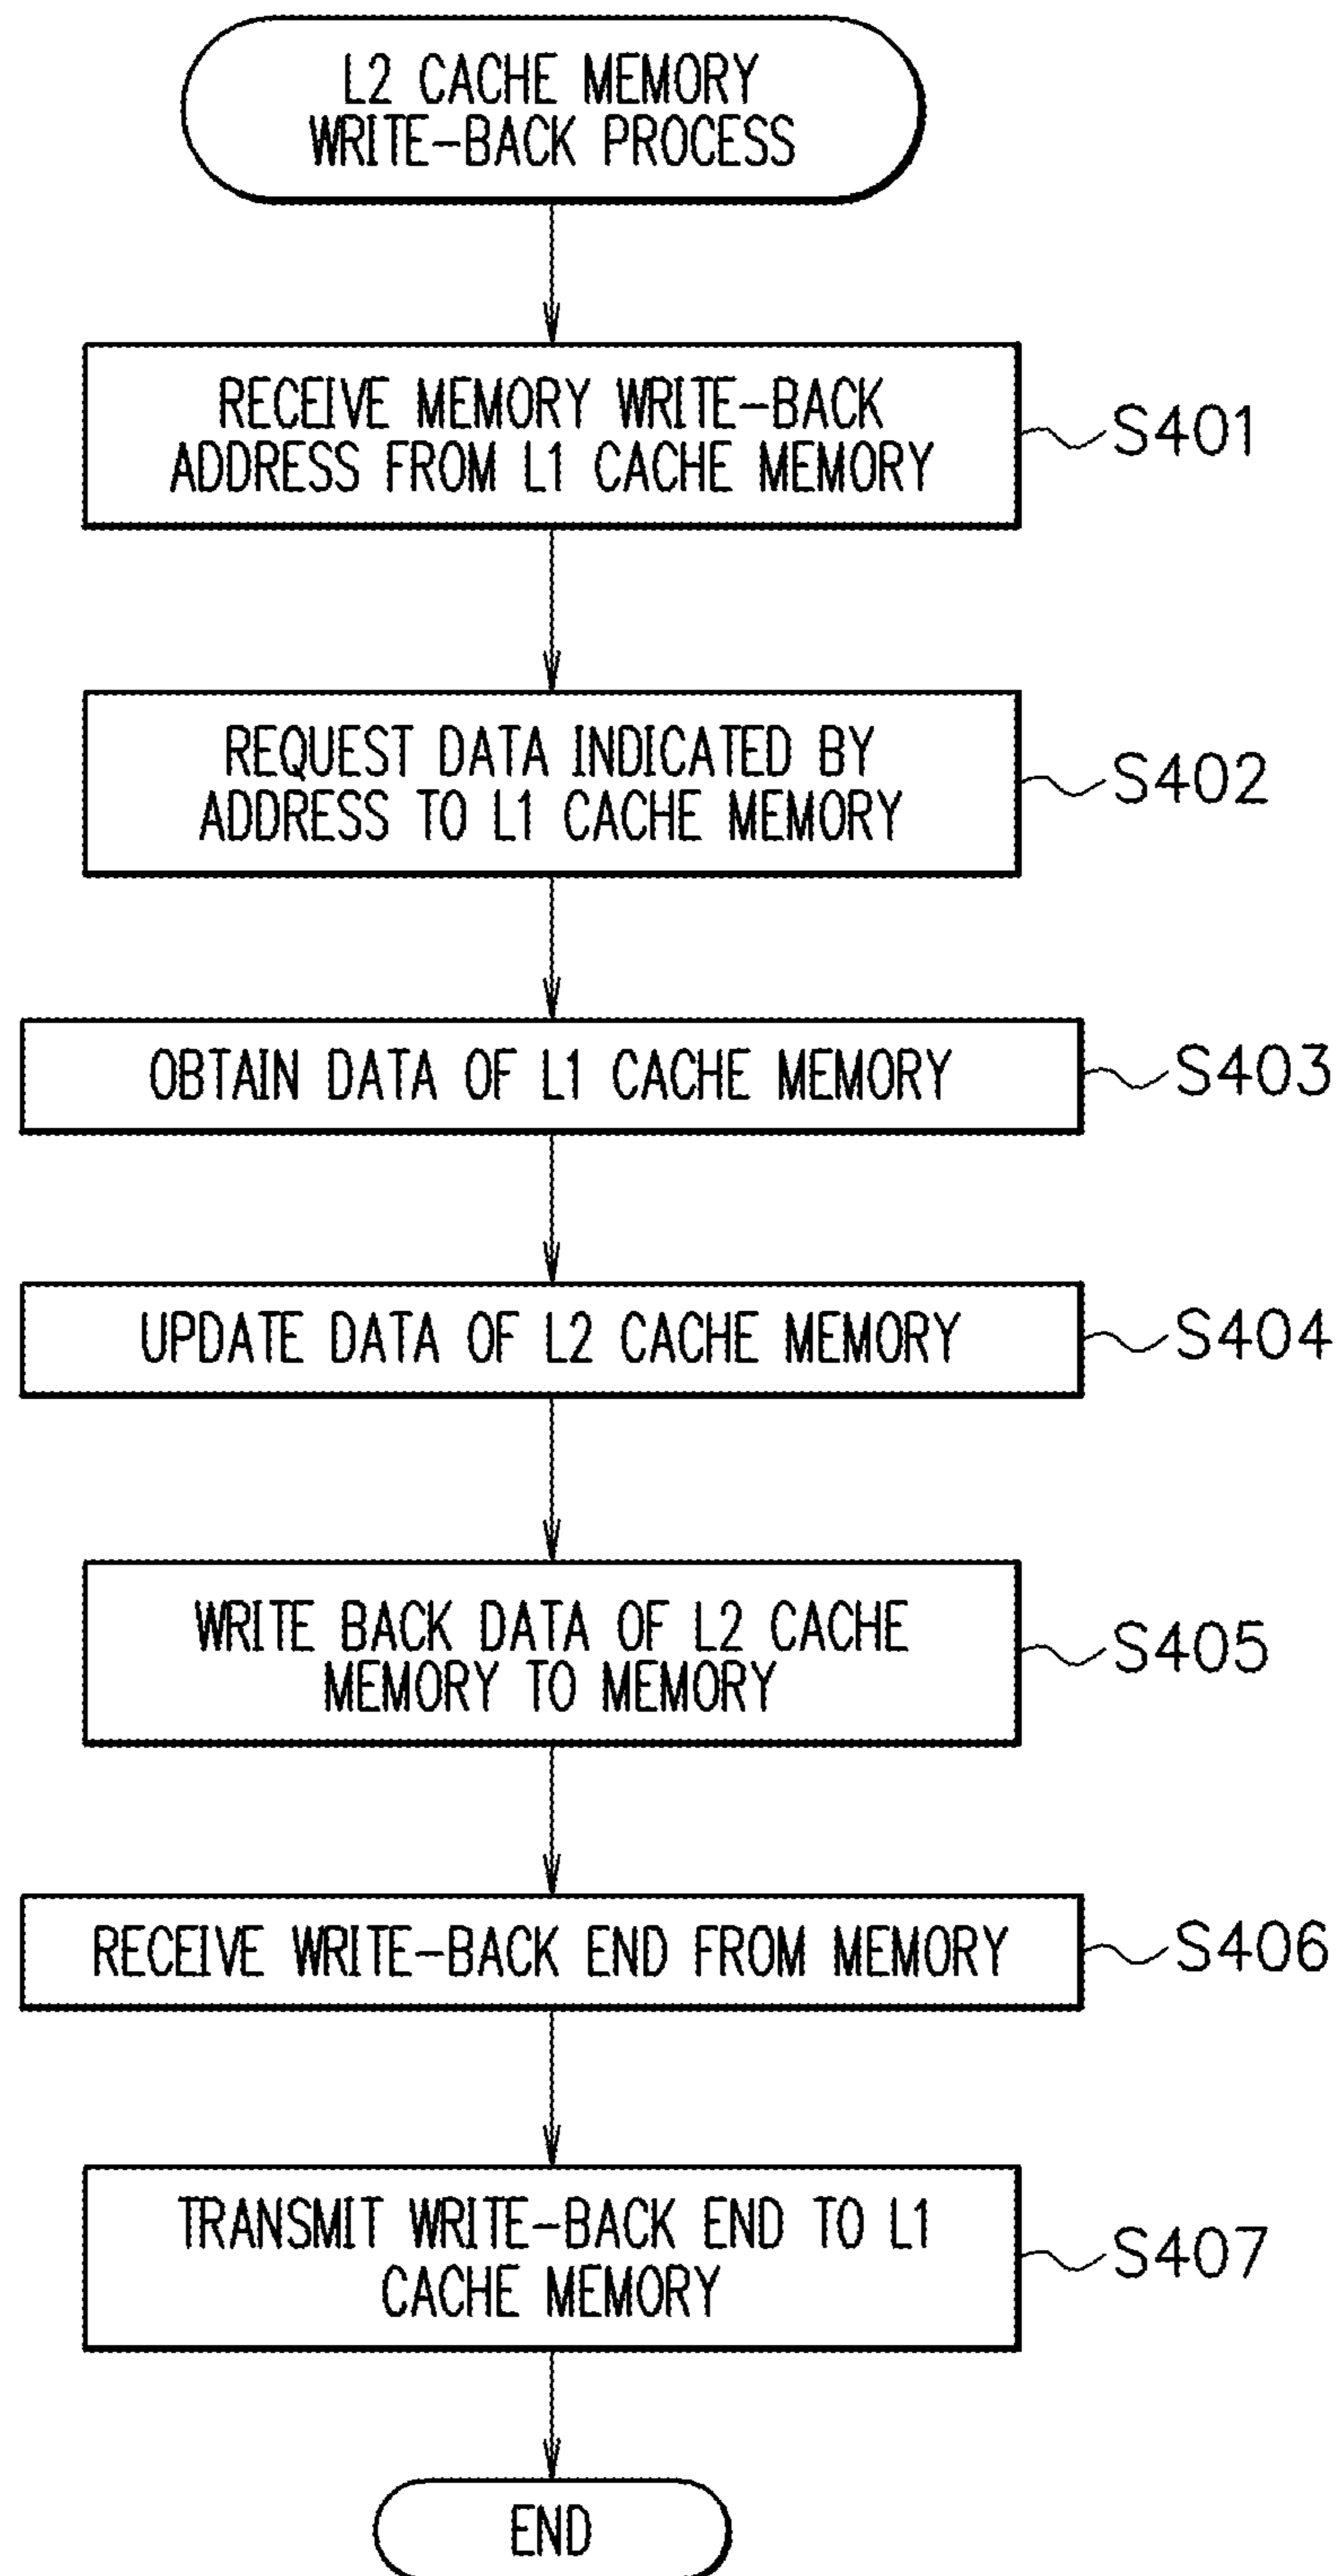 L2 CACHE MEMORY
WRITE-BACK PROCESS
RECEIVE MEMORY WRITE-BACK
ADDRESS FROM L1 CACHE MEMORY
S401
REQUEST DATA INDICATED BY
ADDRESS TO L1 CACHE MEMORY
S402
OBTAIN DATA OF L1 CACHE MEMORY
S403
UPDATE DATA OF L2 CACHE MEMORY
S404
WRITE BACK DATA OF L2 CACHE
MEMORY TO MEMORY
S405
RECEIVE WRITE-BACK END FROM MEMORY
S406
TRANSMIT WRITE-BACK END TO L1
CACHE MEMORY
S407
END